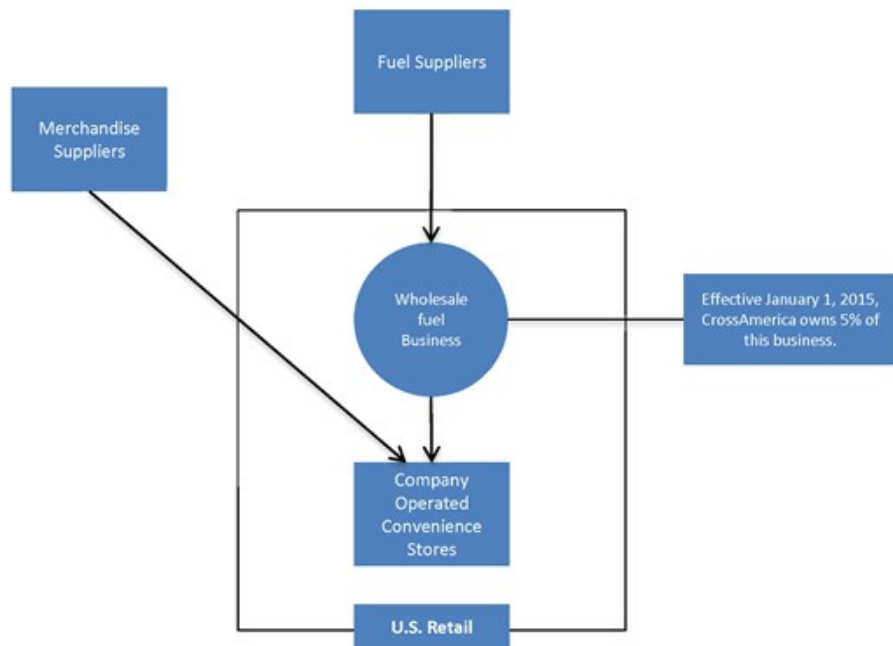 Fuel Suppliers
Merchandise
Suppliers
Wholesale
fuel
Business
Effective January 1, 2015,
CrossAmerica owns 5% of
this business.
Company
Operated
Convenience
Stores
U.S. Retail